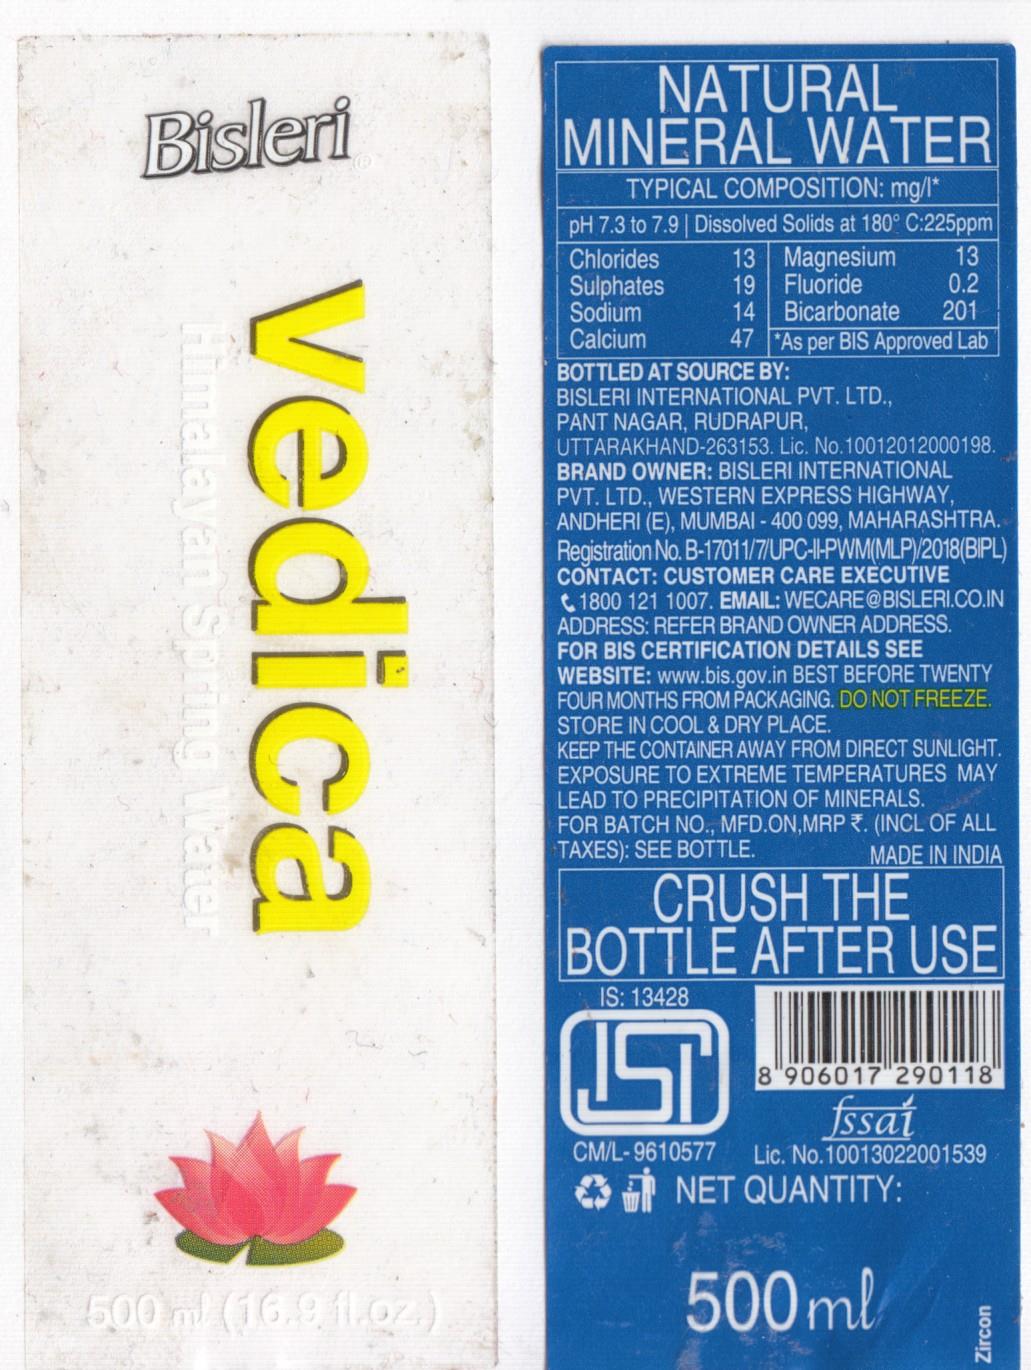 Bisleri
vedica
Himalayan Spring Water
500 ml (16.9 fl.oz.)
NATURAL
MINERAL WATER
TYPICAL COMPOSITION: mg/l*
pH 7.3 to 7.9 | Dissolved Solids at 180° C:225ppm
Chlorides 13 Magnesium 13
Sulphates 19 Fluoride 0.2
Sodium 14 Bicarbonate 201
Calcium 47 *As per BIS Approved Lab
BOTTLED AT SOURCE BY:
BISLERI INTERNATIONAL PVT. LTD.,
PANT NAGAR, RUDRAPUR,
UTTARAKHAND-263153. Lic. No.10012012000198.
BRAND OWNER: BISLERI INTERNATIONAL
PVT. LTD., WESTERN EXPRESS HIGHWAY,
ANDHERI (E), MUMBAI - 400 099, MAHARASHTRA.
Registration No. B-17011/7/UPC-II-PWM(MLP)/2018(BIPL)
CONTACT: CUSTOMER CARE EXECUTIVE
1800 121 1007. EMAIL: WECARE@BISLERI.CO.IN
ADDRESS: REFER BRAND OWNER ADDRESS.
FOR BIS CERTIFICATION DETAILS SEE
WEBSITE: www.bis.gov.in BEST BEFORE TWENTY
FOUR MONTHS FROM PACKAGING. DO NOT FREEZE.
STORE IN COOL & DRY PLACE.
KEEP THE CONTAINER AWAY FROM DIRECT SUNLIGHT.
EXPOSURE TO EXTREME TEMPERATURES MAY
LEAD TO PRECIPITATION OF MINERALS.
FOR BATCH NO., MFD.ON,MRP ₹. (INCL OF ALL
TAXES): SEE BOTTLE. MADE IN INDIA
CRUSH THE
BOTTLE AFTER USE
IS: 13428
ISI
8 906017 290118
fssai
CM/L- 9610577 Lic. No.10013022001539
NET QUANTITY:
500 ml
Zircon